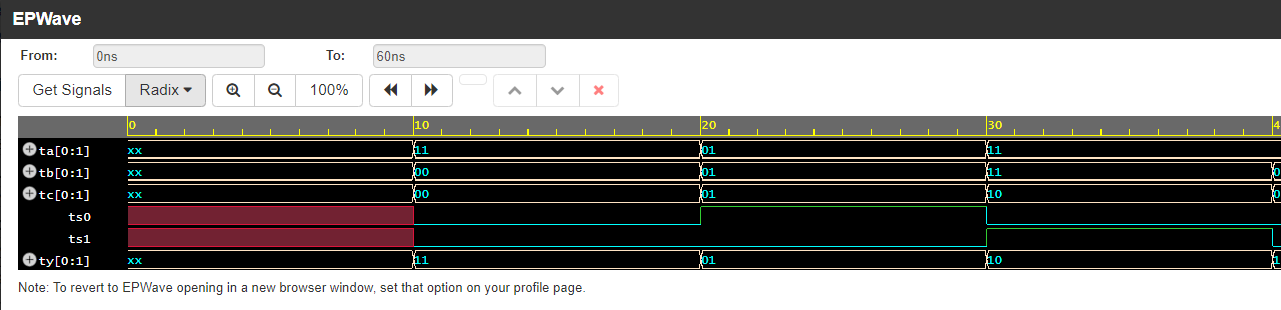 EPWave
From: 0ns To: 60ns
Get Signals Radix 100%
0 10 20 30 4
ta[0:1] xx 11 01 11
tb[0:1] xx 00 01 11 0
tc[0:1] xx 00 01 10 0
ts0
ts1
ty[0:1] xx 11 01 10 1
Note: To revert to EPWave opening in a new browser window, set that option on your profile page.